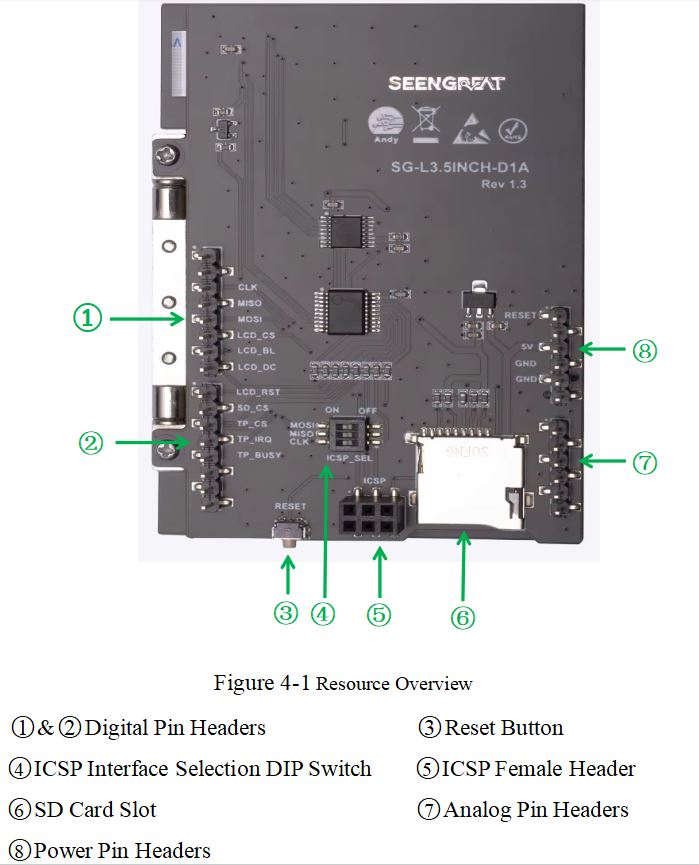 SEENGREAT
Andy
RoHS
SG-L3.5INCH-D1A
Rev 1.3
CLK
MISO
MOSI
LCD_CS
LCD_BL
LCD_DC
LCD_RST
SD_CS
TP_CS
TP_IRQ
TP_BUSY
RESET
5V
GND
GND
ON OFF
MOSI
MISO
CLK
ICSP_SEL
ICSP
RESET
SOFNG
①
②
③
④
⑤
⑥
⑦
⑧
Figure 4-1 Resource Overview
①& ②Digital Pin Headers ③Reset Button
④ICSP Interface Selection DIP Switch ⑤ICSP Female Header
⑥SD Card Slot ⑦Analog Pin Headers
⑧Power Pin Headers